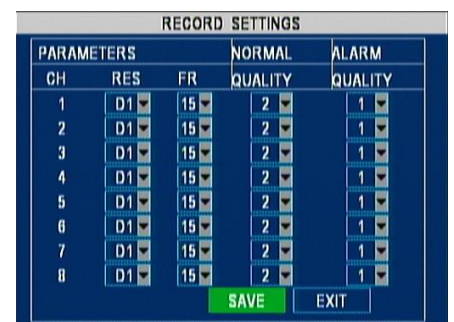 RECORD SETTINGS
PARAMETERS NORMAL ALARM
CH RES FR QUALITY QUALITY
1 D1 15 2 1
2 D1 15 2 1
3 D1 15 2 1
4 D1 15 2 1
5 D1 15 2 1
6 D1 15 2 1
7 D1 15 2 1
8 D1 15 2 1
SAVE EXIT